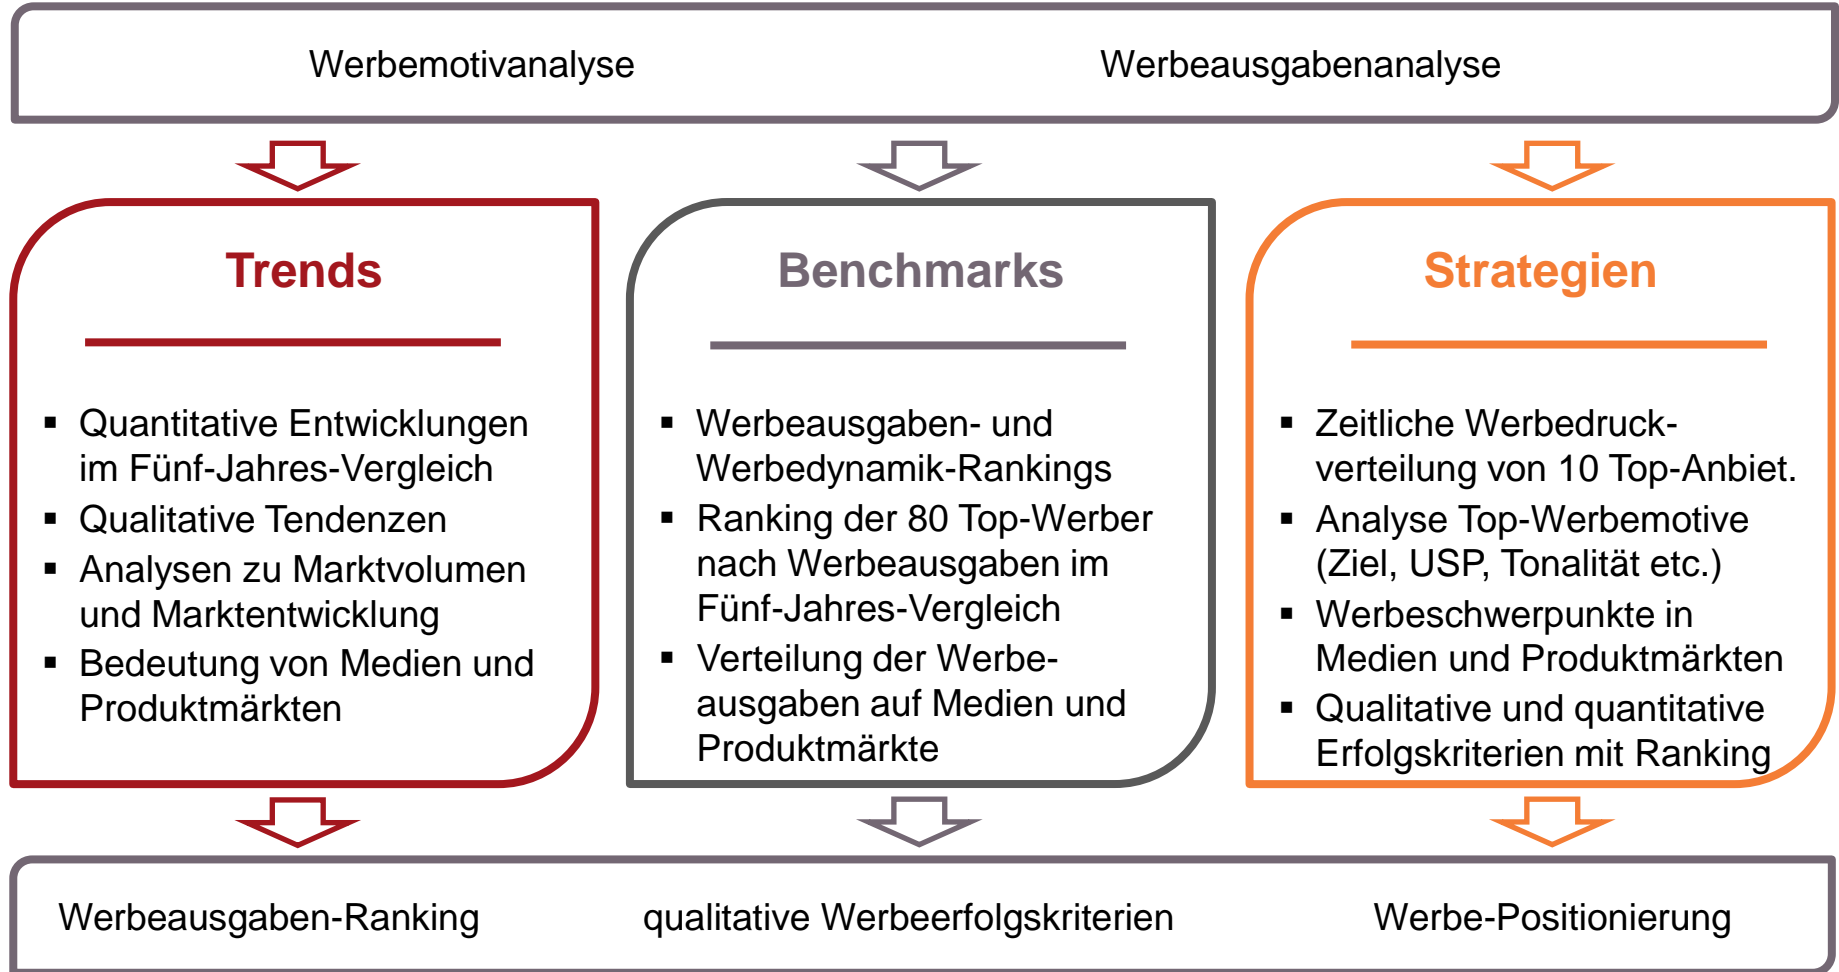 Werbemotivanalyse
Werbeausgabenanalyse
Trends
▪ Quantitative Entwicklungen
im Fünf-Jahres-Vergleich
▪ Qualitative Tendenzen
▪ Analysen zu Marktvolumen
und Marktentwicklung
▪ Bedeutung von Medien und
Produktmärkten
Benchmarks
▪ Werbeausgaben- und
Werbedynamik-Rankings
▪ Ranking der 80 Top-Werber
nach Werbeausgaben im
Fünf-Jahres-Vergleich
▪ Verteilung der Werbe-
ausgaben auf Medien und
Produktmärkte
Strategien
▪ Zeitliche Werbedruck-
verteilung von 10 Top-Anbiet.
▪ Analyse Top-Werbemotive
(Ziel, USP, Tonalität etc.)
▪ Werbeschwerpunkte in
Medien und Produktmärkten
▪ Qualitative und quantitative
Erfolgskriterien mit Ranking
Werbeausgaben-Ranking
qualitative Werbeerfolgskriterien
Werbe-Positionierung